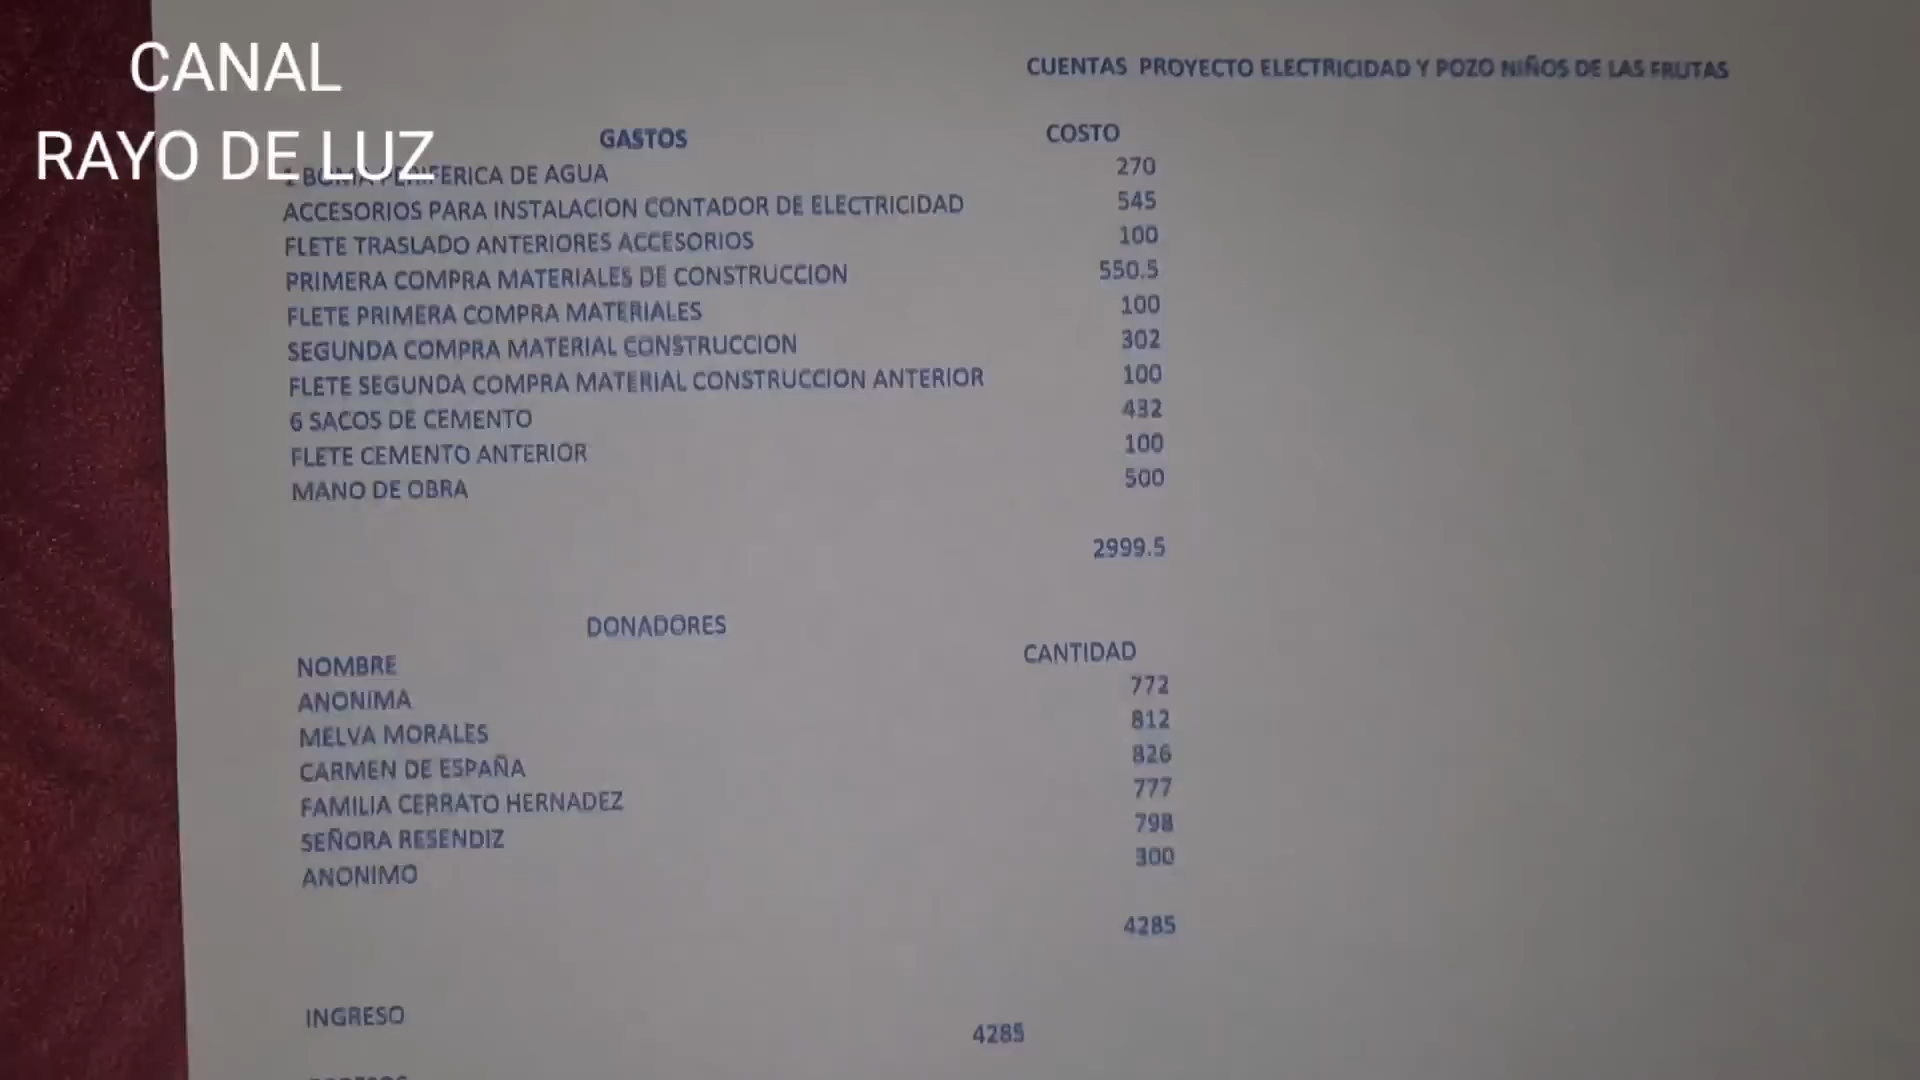 CANAL
RAYO DE LUZ
CUENTAS PROYECTO ELECTRICIDAD Y POZO NIÑOS DE LAS FRUTAS
GASTOS COSTO
1 BOMA PERIFERICA DE AGUA 270
ACCESORIOS PARA INSTALACION CONTADOR DE ELECTRICIDAD 545
FLETE TRASLADO ANTERIORES ACCESORIOS 100
PRIMERA COMPRA MATERIALES DE CONSTRUCCION 550.5
FLETE PRIMERA COMPRA MATERIALES 100
SEGUNDA COMPRA MATERIAL CONSTRUCCION 302
FLETE SEGUNDA COMPRA MATERIAL CONSTRUCCION ANTERIOR 100
6 SACOS DE CEMENTO 432
FLETE CEMENTO ANTERIOR 100
MANO DE OBRA 500
2999.5
DONADORES
NOMBRE CANTIDAD
ANONIMA 772
MELVA MORALES 812
CARMEN DE ESPAÑA 826
FAMILIA CERRATO HERNADEZ 777
SEÑORA RESENDIZ 798
ANONIMO 300
4285
INGRESO 4285